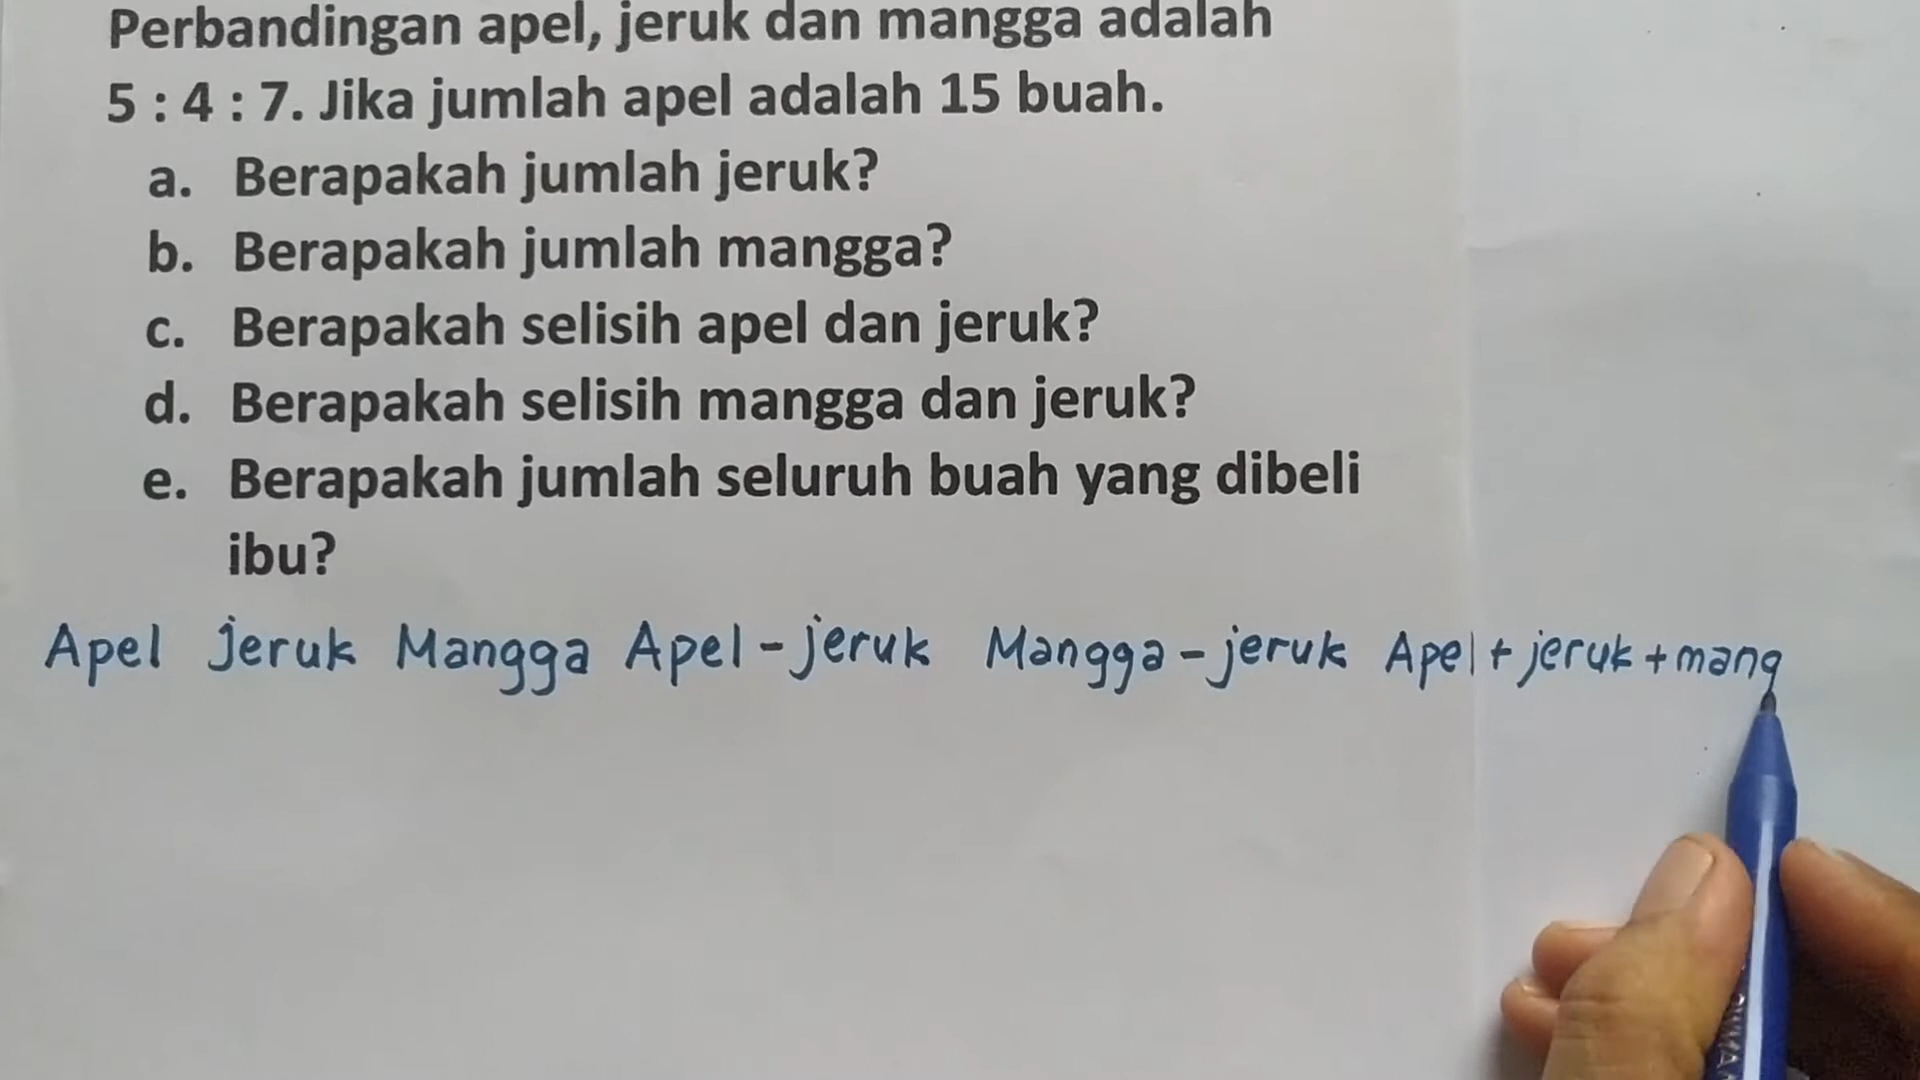 Perbandingan apel, jeruk dan mangga adalah
5 : 4 : 7. Jika jumlah apel adalah 15 buah.
a. Berapakah jumlah jeruk?
b. Berapakah jumlah mangga?
c. Berapakah selisih apel dan jeruk?
d. Berapakah selisih mangga dan jeruk?
e. Berapakah jumlah seluruh buah yang dibeli
ibu?
Apel jeruk Mangga Apel - jeruk Mangga - jeruk Apel + jeruk + mang